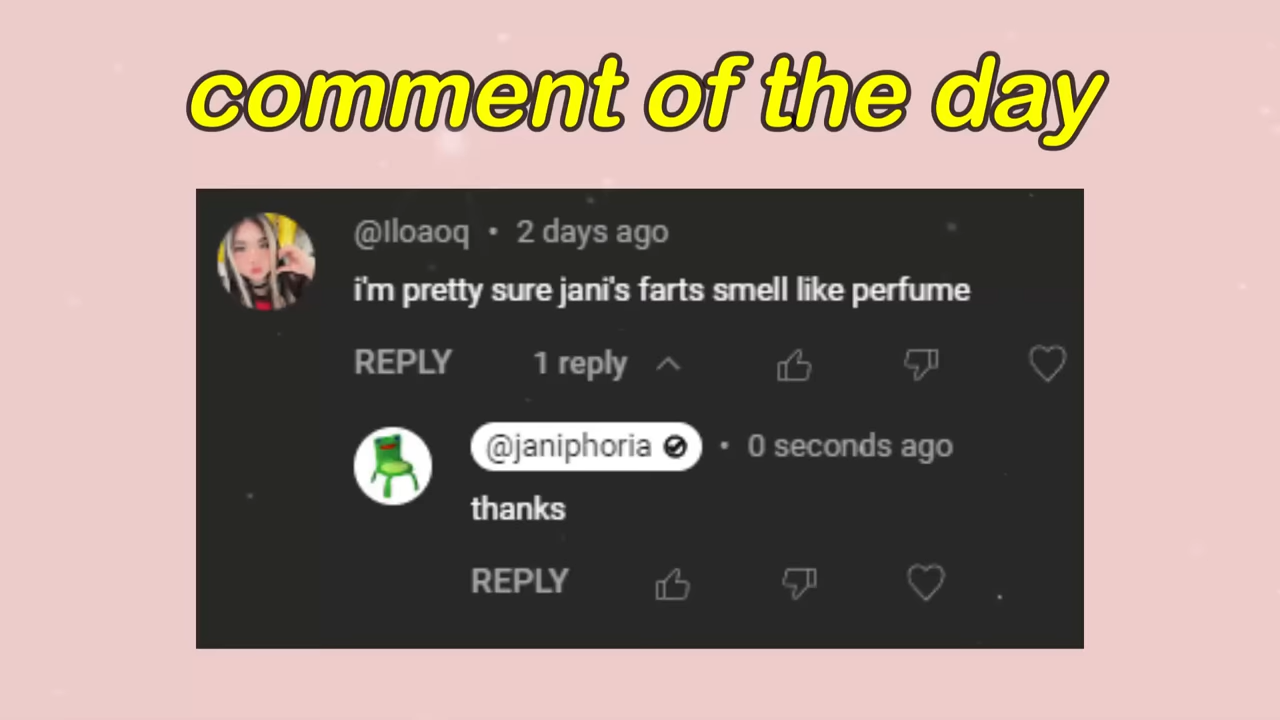 comment of the day
@Iloaoq • 2 days ago
i'm pretty sure jani's farts smell like perfume
REPLY 1 reply
@janiphoria • 0 seconds ago
thanks
REPLY